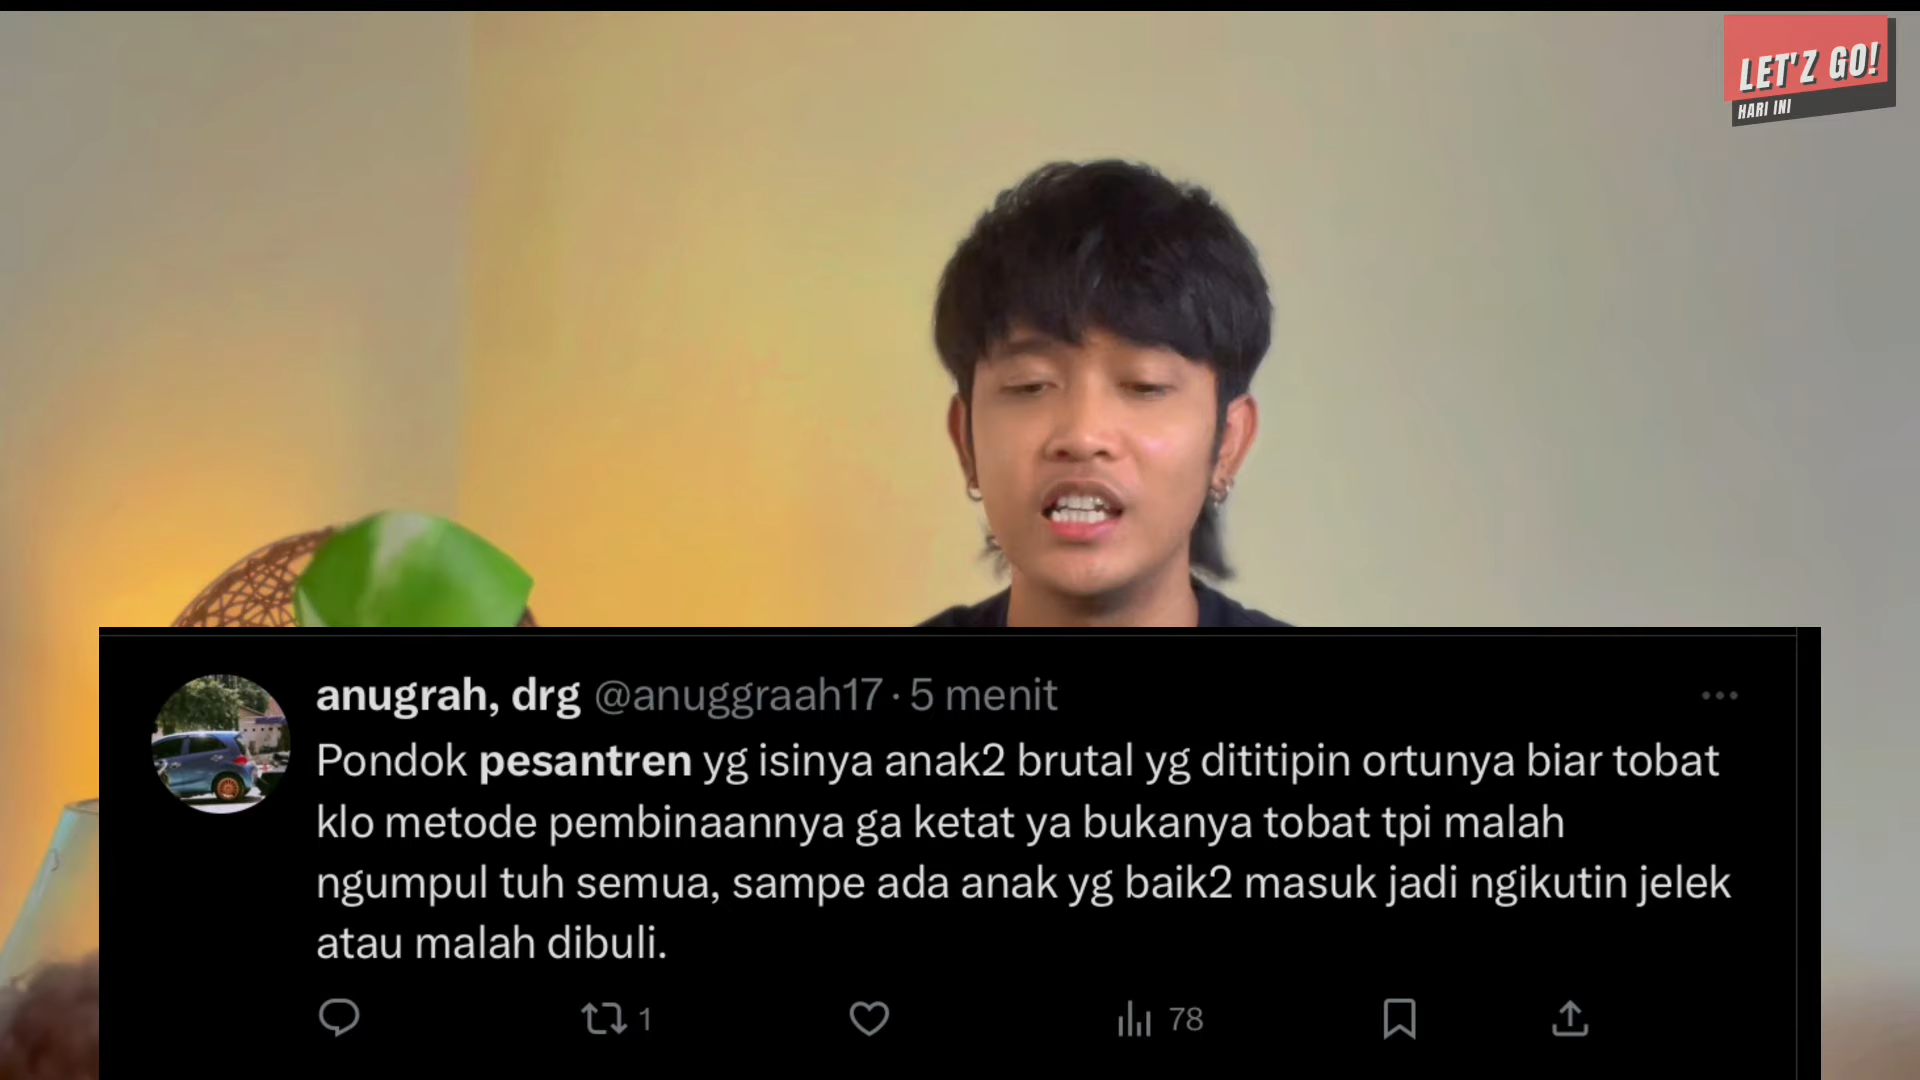 LET'Z GO!
HARI INI
anugrah, drg @anuggraah17 · 5 menit
Pondok pesantren yg isinya anak2 brutal yg dititipin ortunya biar tobat
klo metode pembinaannya ga ketat ya bukanya tobat tpi malah
ngumpul tuh semua, sampe ada anak yg baik2 masuk jadi ngikutin jelek
atau malah dibuli.
1 78